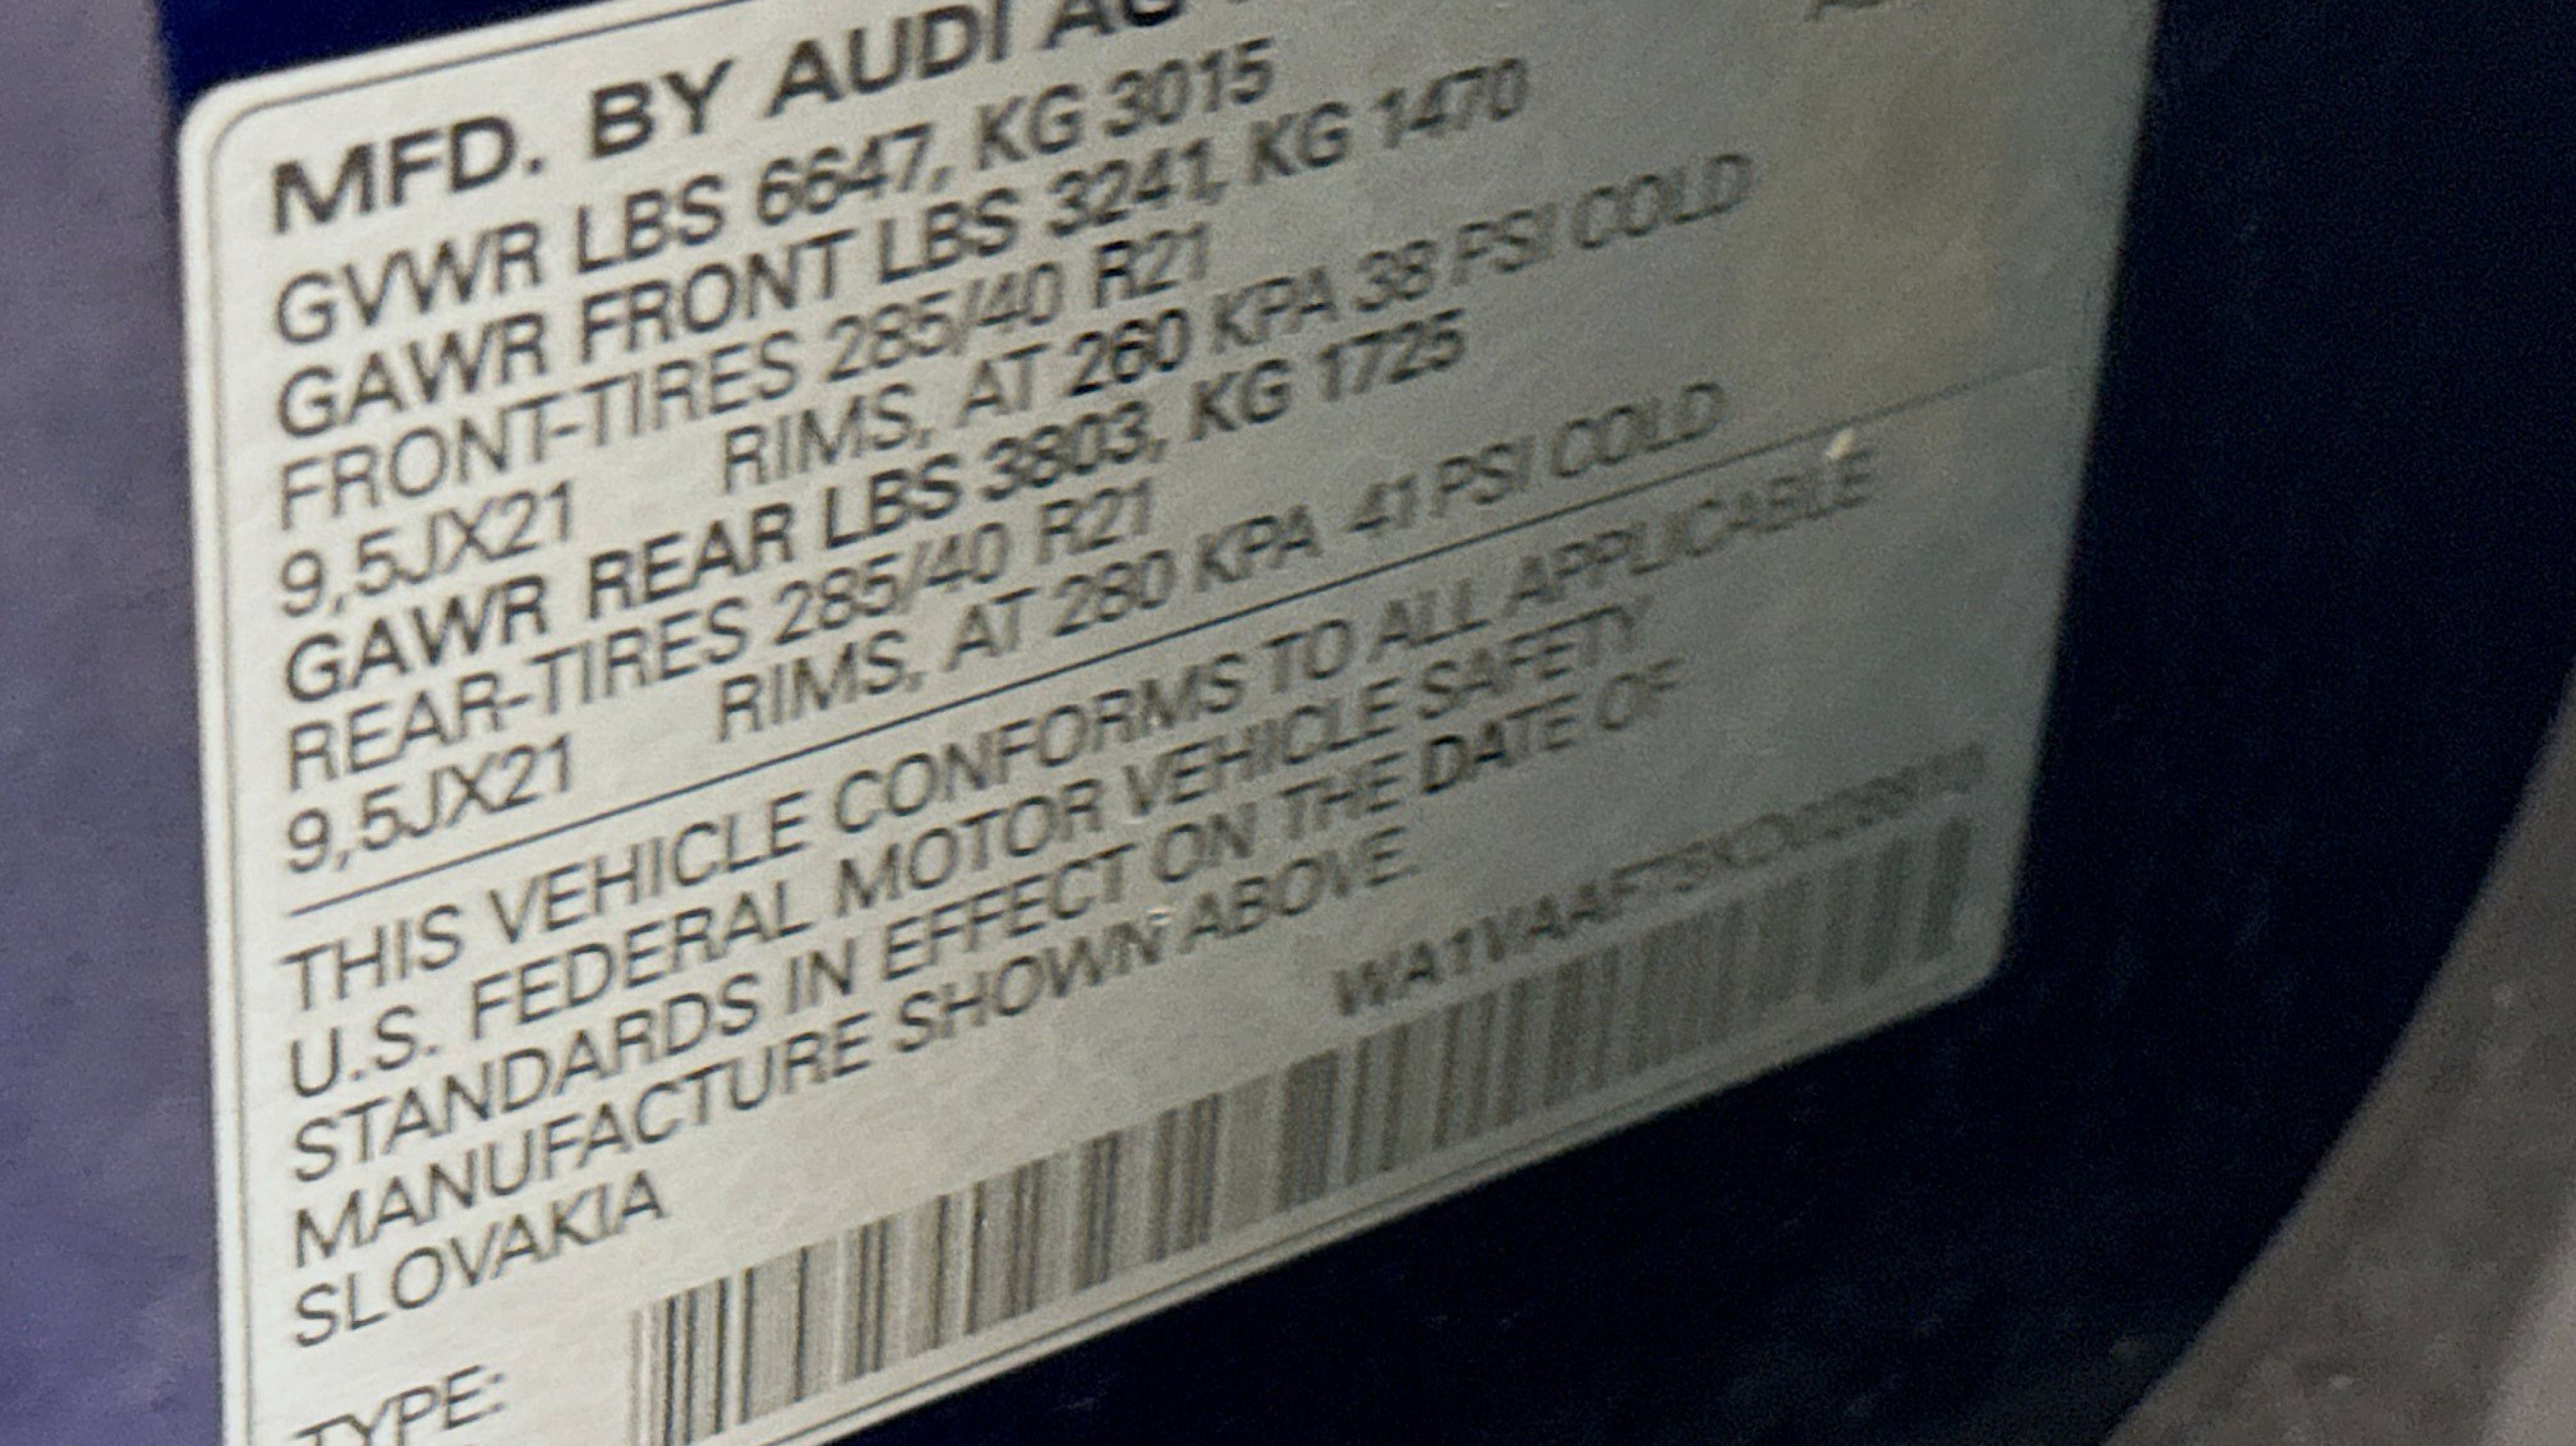 MFD. BY AUDI AG
GVWR LBS 6647, KG 3015
GAWR FRONT LBS 3241, KG 1470
FRONT-TIRES 285/40 R21
9,5JX21 RIMS, AT 260 KPA 38 PSI COLD
GAWR REAR LBS 3803, KG 1725
REAR-TIRES 285/40 R21
9,5JX21 RIMS, AT 280 KPA 41 PSI COLD
THIS VEHICLE CONFORMS TO ALL APPLICABLE
U.S. FEDERAL MOTOR VEHICLE SAFETY
STANDARDS IN EFFECT ON THE DATE OF
MANUFACTURE SHOWN ABOVE.
SLOVAKIA
TYPE: